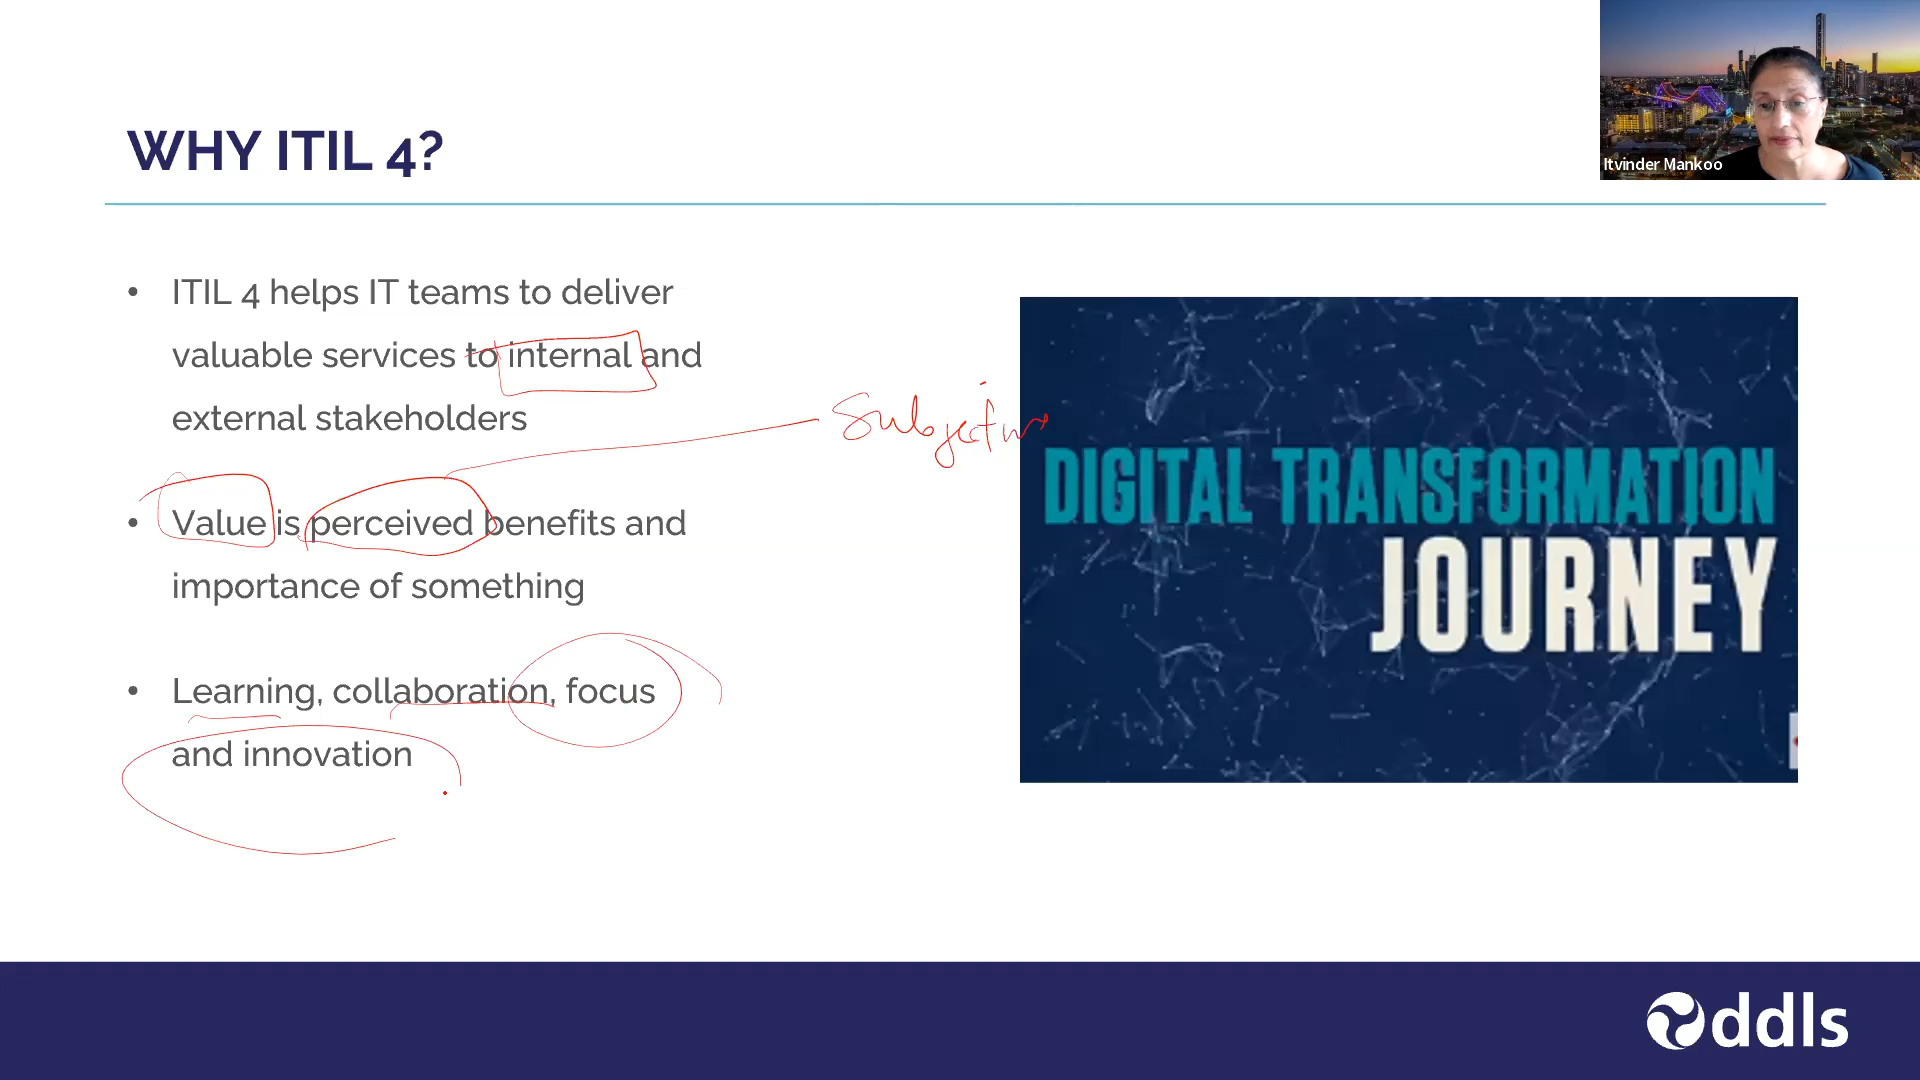 Itvinder Mankoo
WHY ITIL 4?
• ITIL 4 helps IT teams to deliver
valuable services to internal and
external stakeholders
Subjective
• Value is perceived benefits and
importance of something
• Learning, collaboration, focus
and innovation
DIGITAL TRANSFORMATION
JOURNEY
ddls